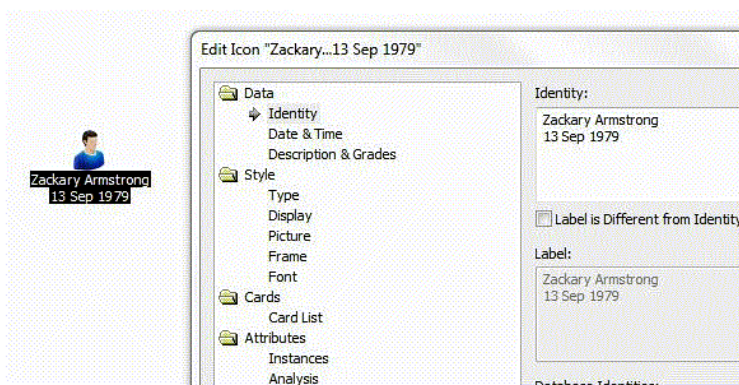 Edit Icon "Zackary...13 Sep 1979"
Data
Identity
Date & Time
Description & Grades
Style
Type
Display
Picture
Frame
Font
Cards
Card List
Attributes
Instances
Analysis
Identity:
Zackary Armstrong
13 Sep 1979
Label is Different from Identity
Label:
Zackary Armstrong
13 Sep 1979
Database Identities:
Zackary Armstrong
13 Sep 1979